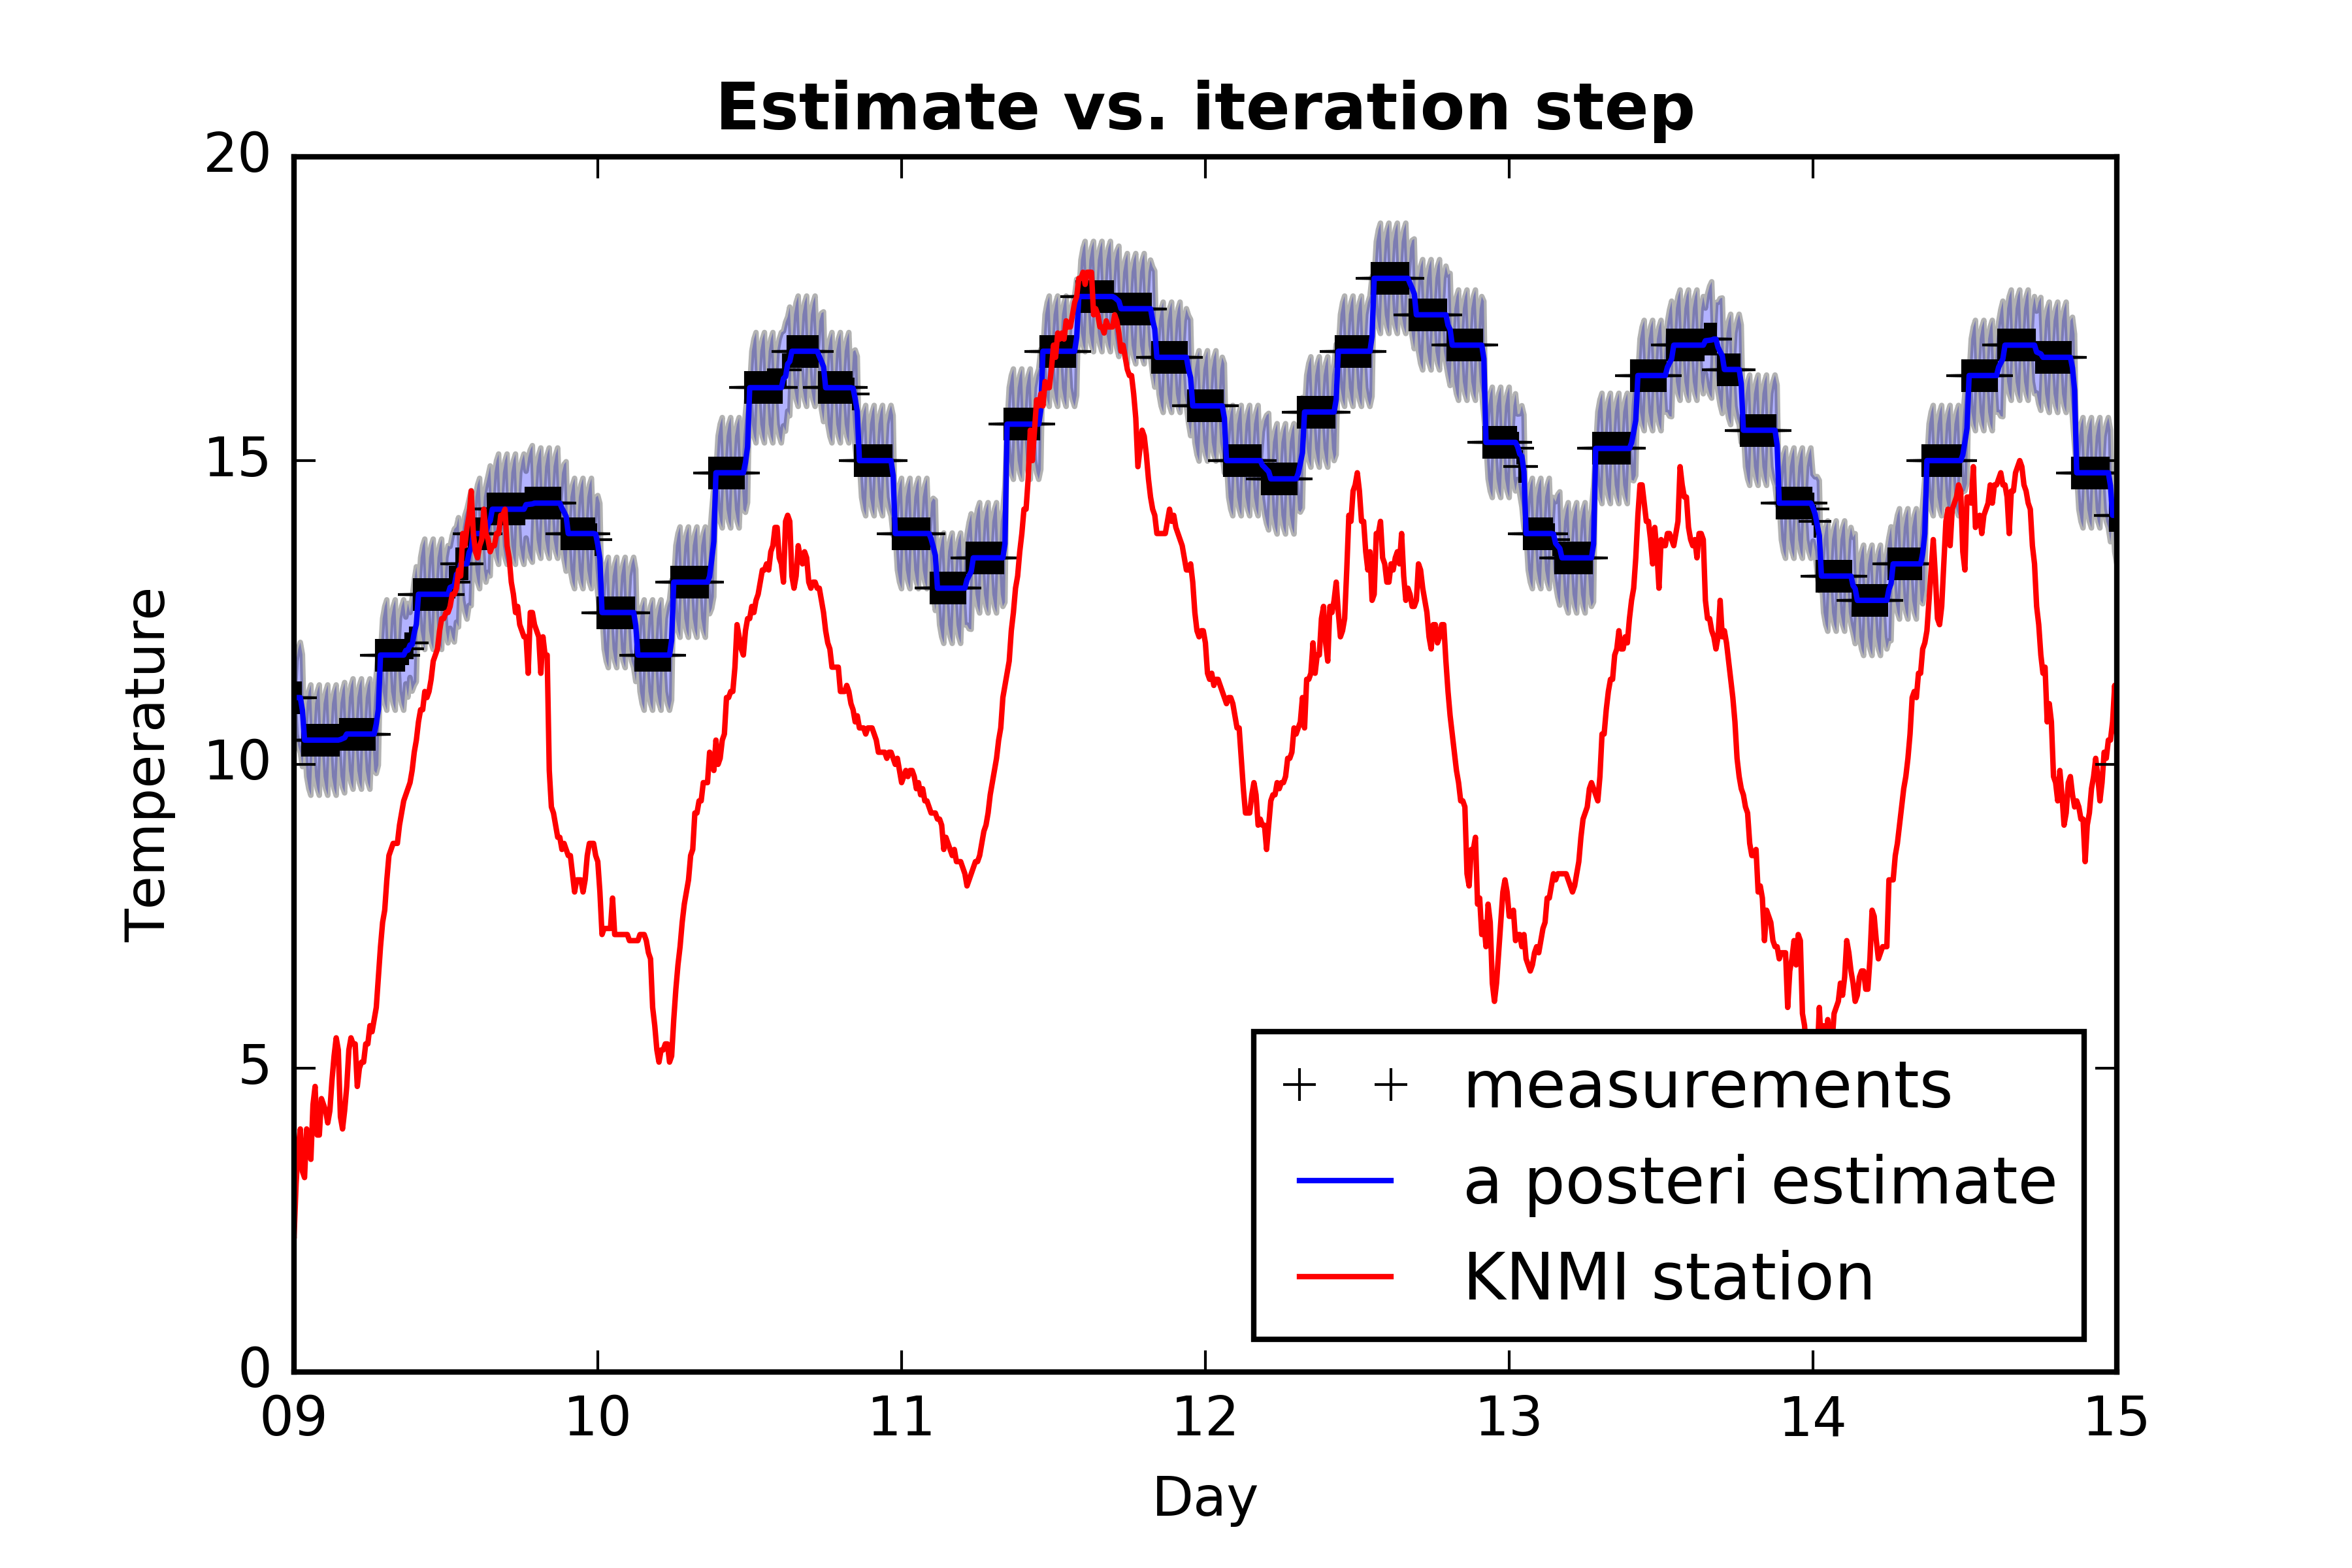 Estimate vs. iteration step
20
15
10
5
0
Temperature
09 10 11 12 13 14 15
Day
measurements
a posteri estimate
KNMI station